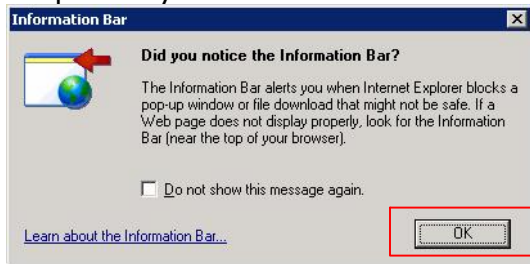 Information Bar
Did you notice the Information Bar?
The Information Bar alerts you when Internet Explorer blocks a
pop-up window or file download that might not be safe. If a
Web page does not display properly, look for the Information
Bar (near the top of your browser).
Do not show this message again.
Learn about the Information Bar...
OK